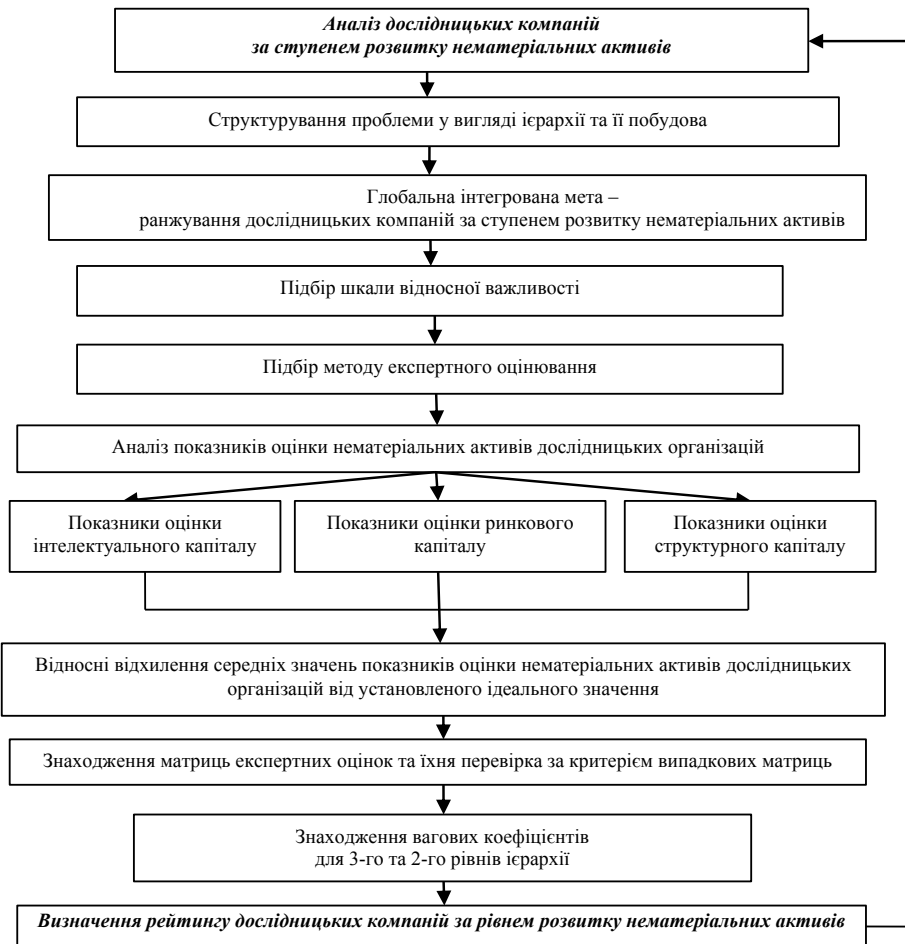 Аналіз дослідницьких компаній
за ступенем розвитку нематеріальних активів
Структурування проблеми у вигляді ієрархії та її побудова
Глобальна інтегрована мета –
ранжування дослідницьких компаній за ступенем розвитку нематеріальних активів
Підбір шкали відносної важливості
Підбір методу експертного оцінювання
Аналіз показників оцінки нематеріальних активів дослідницьких організацій
Показники оцінки
інтелектуального капіталу
Показники оцінки ринкового
капіталу
Показники оцінки
структурного капіталу
Відносні відхилення середніх значень показників оцінки нематеріальних активів дослідницьких
організацій від установленого ідеального значення
Знаходження матриць експертних оцінок та їхня перевірка за критерієм випадкових матриць
Знаходження вагових коефіцієнтів
для 3-го та 2-го рівнів ієрархії
Визначення рейтингу дослідницьких компаній за рівнем розвитку нематеріальних активів